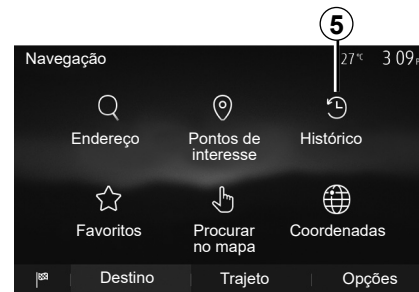 5
Navegação 27 °C 3 09
Endereço Pontos de interesse Histórico
Favoritos Procurar no mapa Coordenadas
Destino Trajeto Opções